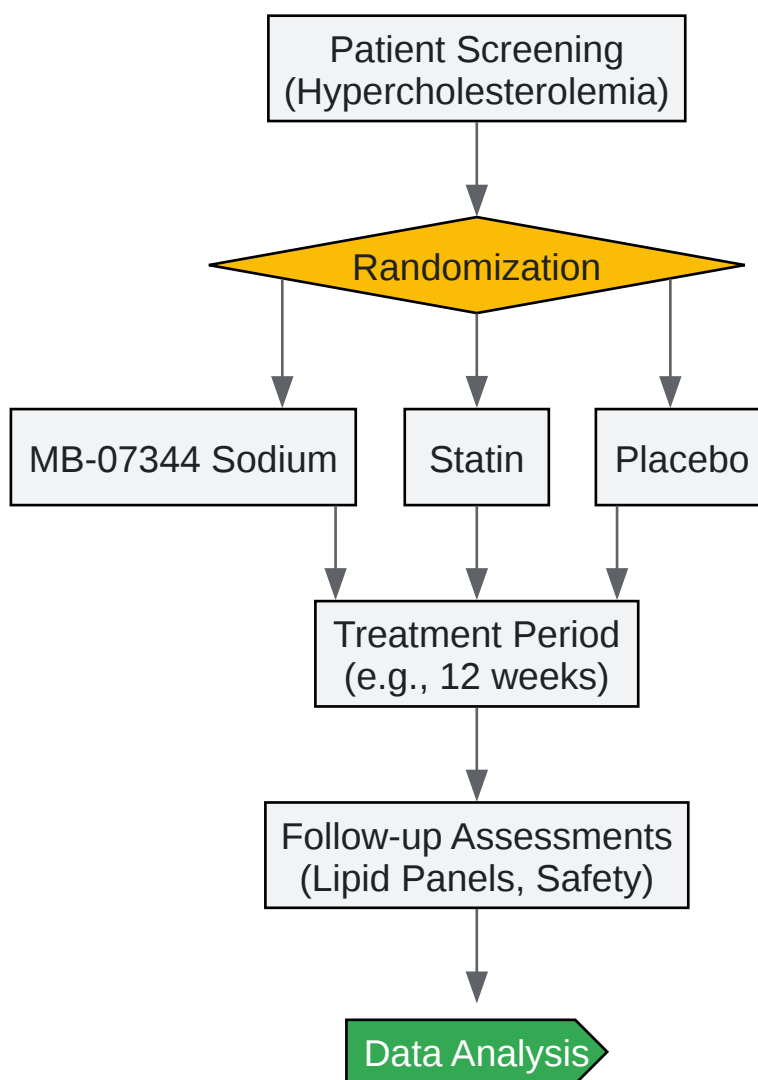 Patient Screening
(Hypercholesterolemia)
Randomization
MB-07344 Sodium
Statin
Placebo
Treatment Period
(e.g., 12 weeks)
Follow-up Assessments
(Lipid Panels, Safety)
Data Analysis